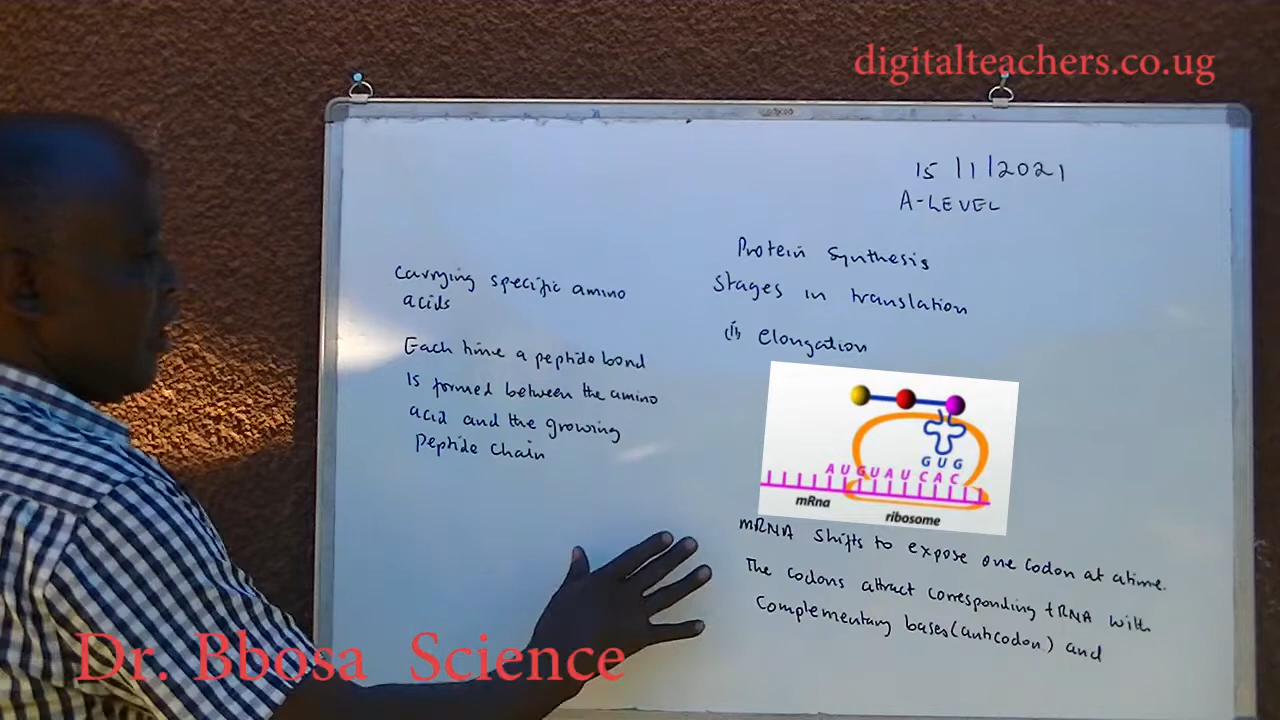 digitalteachers.co.ug
15/1/2021
A-LEVEL
Protein Synthesis
Stages in translation
(i) Elongation
GUG
AUGUAUCAC
mRna
ribosome
mRNA shifts to expose one codon at atime.
The codons attract corresponding tRNA with
Complementary bases (anticodon) and
Carrying specific amino
acids
Each time a peptide bond
is formed between the amino
acid and the growing
peptide chain
Dr. Bbosa Science